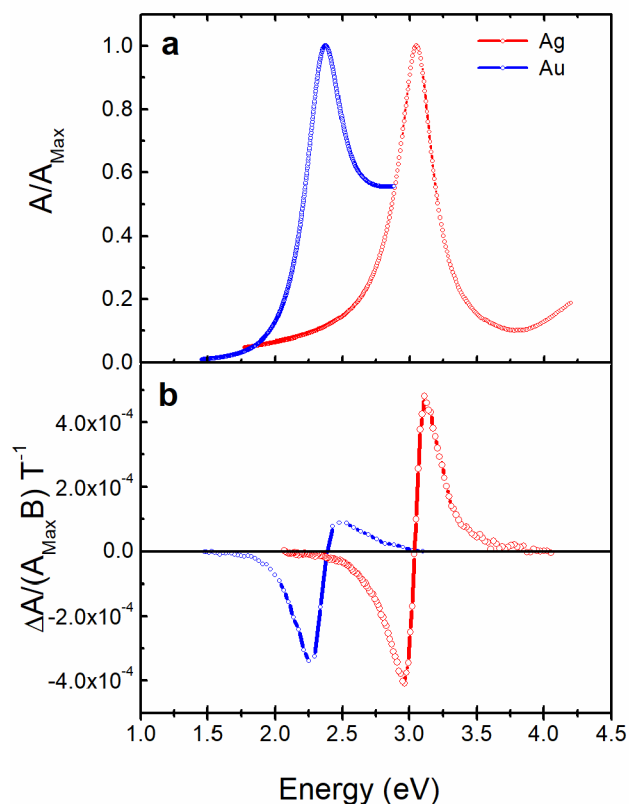 a
Ag
Au
A/A_Max
1.0
0.8
0.6
0.4
0.2
0.0
b
ΔA/(A_Max B) T^-1
4.0x10^-4
2.0x10^-4
0.0
-2.0x10^-4
-4.0x10^-4
1.0 1.5 2.0 2.5 3.0 3.5 4.0 4.5
Energy (eV)